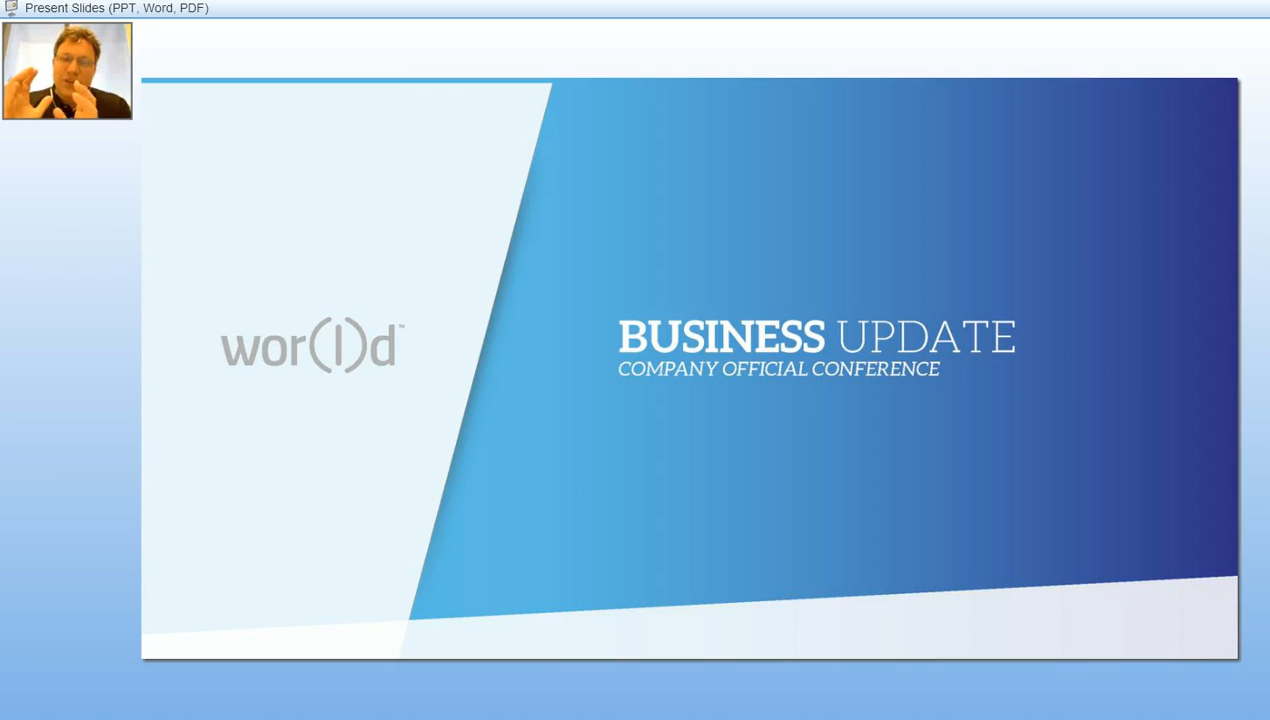 Present Slides (PPT, Word, PDF)
wor(l)d™
BUSINESS UPDATE
COMPANY OFFICIAL CONFERENCE